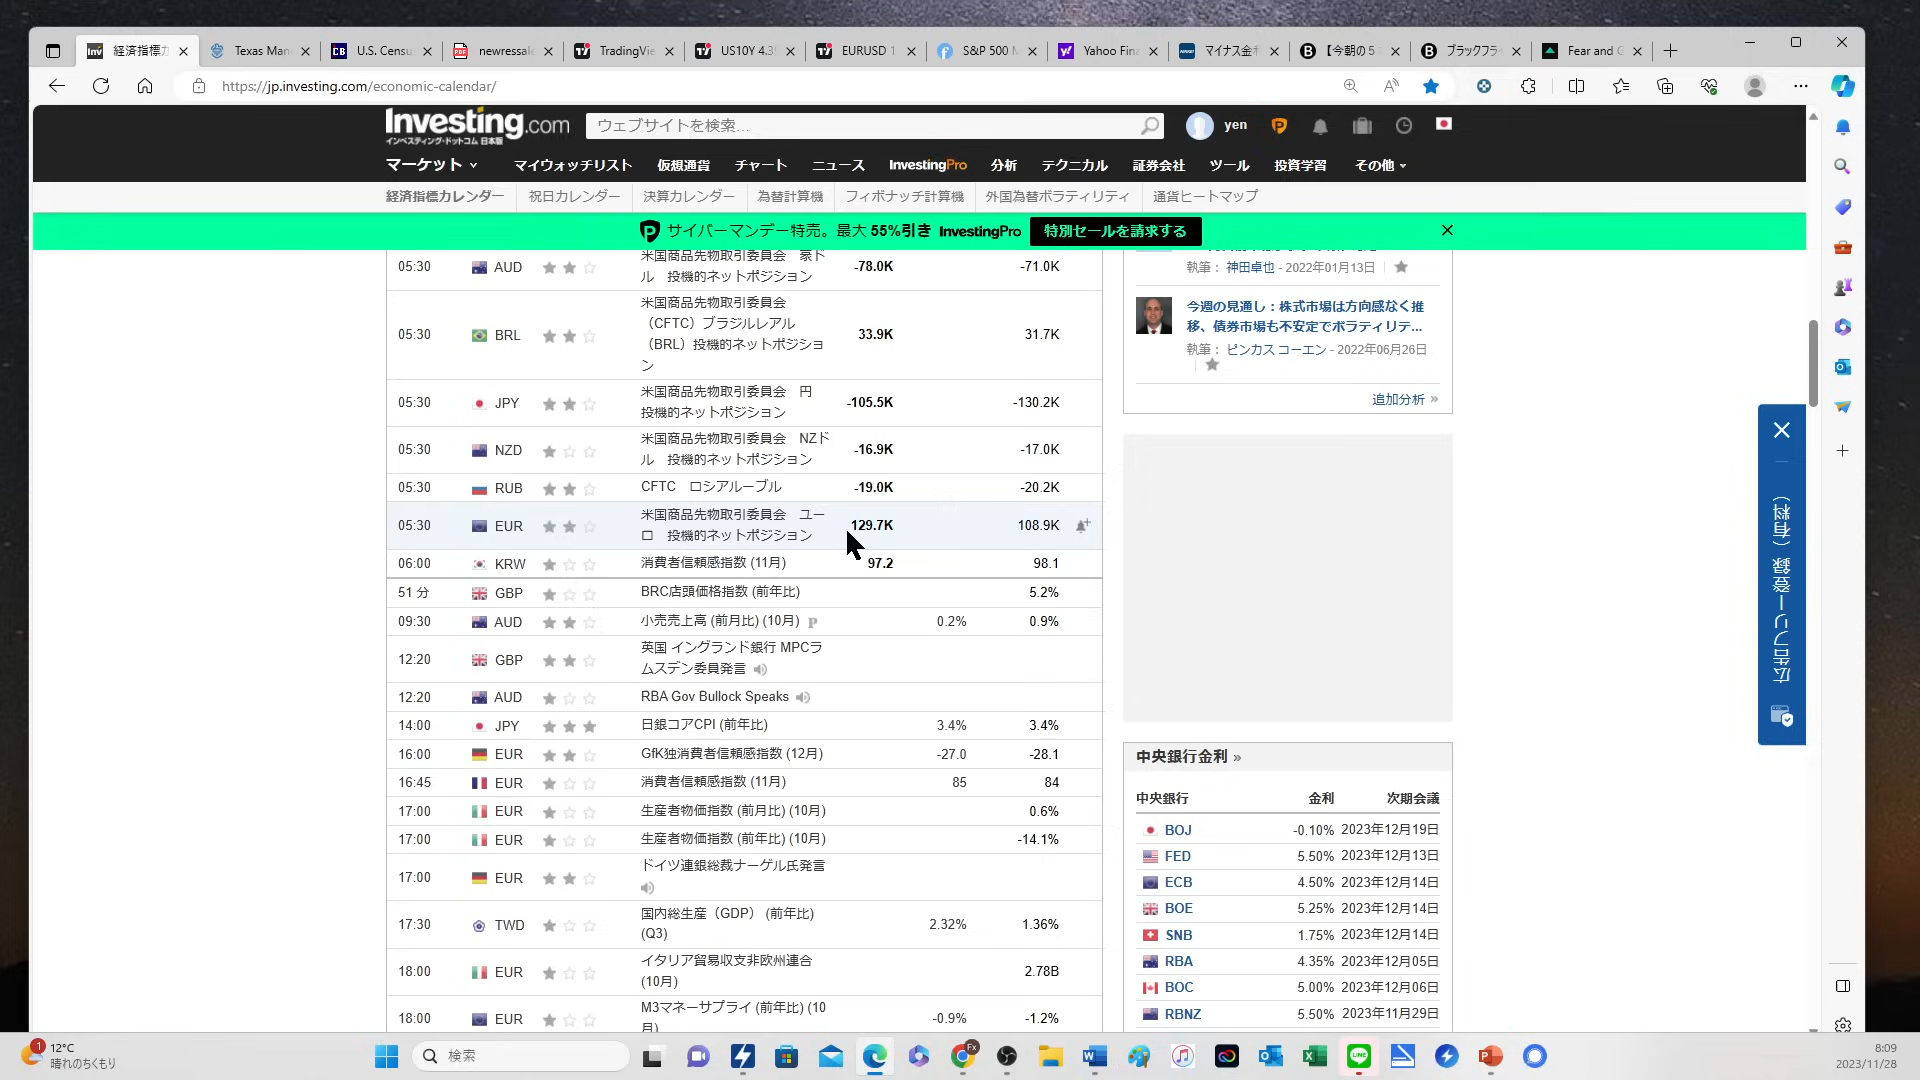 経済指標カ
Texas Man
U.S. Censu
newressale
TradingVie
US10Y 4.3
EURUSD 1
S&P 500 M
Yahoo Fina
マイナス金
【今朝の5
ブラックフラ
Fear and G
https://jp.investing.com/economic-calendar/
Investing.com
インベスティング・ドットコム 日本版
ウェブサイトを検索...
yen
マーケット マイウォッチリスト 仮想通貨 チャート ニュース InvestingPro 分析 テクニカル 証券会社 ツール 投資学習 その他
経済指標カレンダー 祝日カレンダー 決算カレンダー 為替計算機 フィボナッチ計算機 外国為替ボラティリティ 通貨ヒートマップ
サイバーマンデー特売。最大 55%引き InvestingPro 特別セールを請求する
05:30 AUD 米国商品先物取引委員会 豪ド
ル 投機的ネットポジション -78.0K -71.0K
05:30 BRL 米国商品先物取引委員会
（CFTC）ブラジルレアル
（BRL）投機的ネットポジショ
ン 33.9K 31.7K
05:30 JPY 米国商品先物取引委員会 円
投機的ネットポジション -105.5K -130.2K
05:30 NZD 米国商品先物取引委員会 NZド
ル 投機的ネットポジション -16.9K -17.0K
05:30 RUB CFTC ロシアルーブル -19.0K -20.2K
05:30 EUR 米国商品先物取引委員会 ユー
ロ 投機的ネットポジション 129.7K 108.9K
06:00 KRW 消費者信頼感指数 (11月) 97.2 98.1
51 分 GBP BRC店頭価格指数 (前年比) 5.2%
09:30 AUD 小売売上高 (前月比) (10月) P 0.2% 0.9%
12:20 GBP 英国 イングランド銀行 MPCラ
ムスデン委員発言
12:20 AUD RBA Gov Bullock Speaks
14:00 JPY 日銀コアCPI (前年比) 3.4% 3.4%
16:00 EUR GfK独消費者信頼感指数 (12月) -27.0 -28.1
16:45 EUR 消費者信頼感指数 (11月) 85 84
17:00 EUR 生産者物価指数 (前月比) (10月) 0.6%
17:00 EUR 生産者物価指数 (前年比) (10月) -14.1%
17:00 EUR ドイツ連銀総裁ナーゲル氏発言
17:30 TWD 国内総生産（GDP） (前年比)
(Q3) 2.32% 1.36%
18:00 EUR イタリア貿易収支非欧州連合
(10月) 2.78B
18:00 EUR M3マネーサプライ (前年比) (10
月) -0.9% -1.2%
執筆： 神田卓也 - 2022年01月13日
今週の見通し：株式市場は方向感なく推
移、債券市場も不安定でボラティリテ...
執筆： ピンカス コーエン - 2022年06月26日
追加分析 »
中央銀行金利 »
中央銀行 金利 次期会議
BOJ -0.10% 2023年12月19日
FED 5.50% 2023年12月13日
ECB 4.50% 2023年12月14日
BOE 5.25% 2023年12月14日
SNB 1.75% 2023年12月14日
RBA 4.35% 2023年12月05日
BOC 5.00% 2023年12月06日
RBNZ 5.50% 2023年11月29日
広告フリー登録（有料）
1
12°C
晴れのちくもり
検索
8:09
2023/11/28